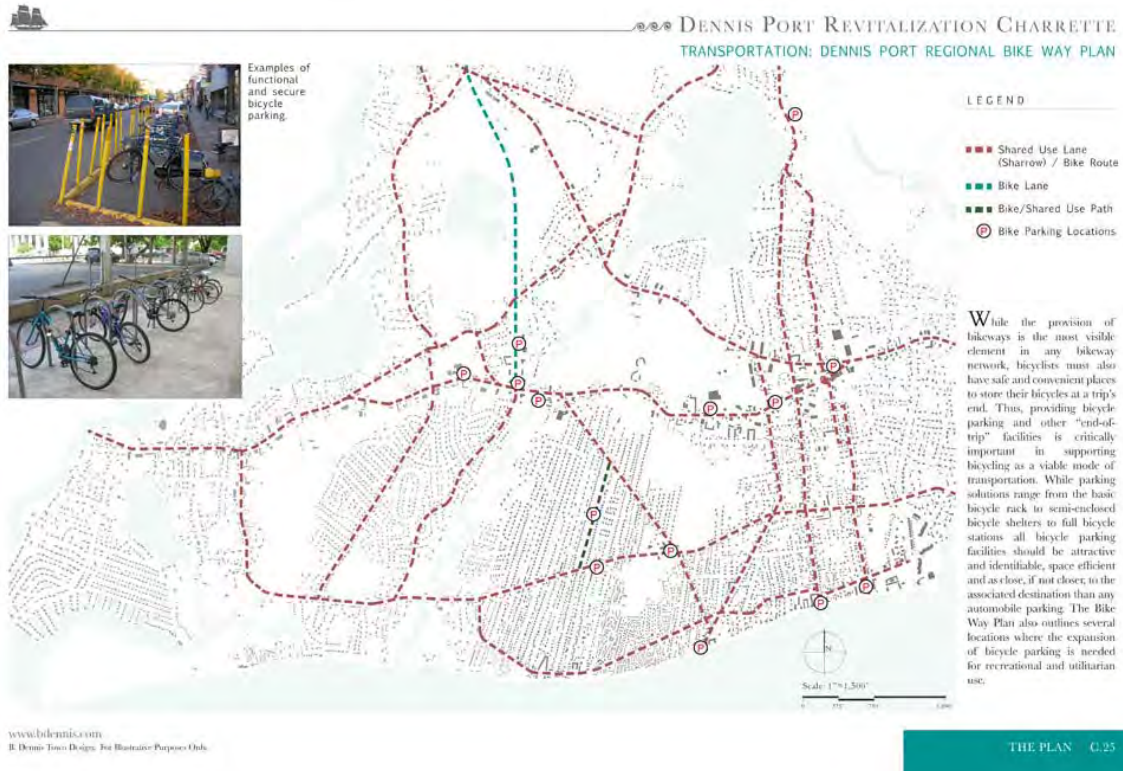 DENNIS PORT REVITALIZATION CHARRETTE
TRANSPORTATION: DENNIS PORT REGIONAL BIKE WAY PLAN
Examples of
functional
and secure
bicycle
parking.
LEGEND
Shared Use Lane
(Sharrow) / Bike Route
Bike Lane
Bike/Shared Use Path
P Bike Parking Locations
P
P
P
P
P
P
P
P
P
P
P
P
P
P
While the provision of
bikeways is the most visible
element in any bikeway
network, bicyclists must also
have safe and convenient places
to store their bicycles at a trip's
end. Thus, providing bicycle
parking and other "end-of-
trip" facilities is critically
important in supporting
bicycling as a viable mode of
transportation. While parking
solutions range from the basic
bicycle rack to semi-enclosed
bicycle shelters to full bicycle
stations all bicycle parking
facilities should be attractive
and identifiable, space efficient
and as close, if not closer, to the
associated destination than any
automobile parking. The Bike
Way Plan also outlines several
locations where the expansion
of bicycle parking is needed
for recreational and utilitarian
use.
N
Scale: 1"=1,500'
0
www.bdennis.com
B. Dennis Town Design. For Illustrative Purposes Only.
THE PLAN C.25